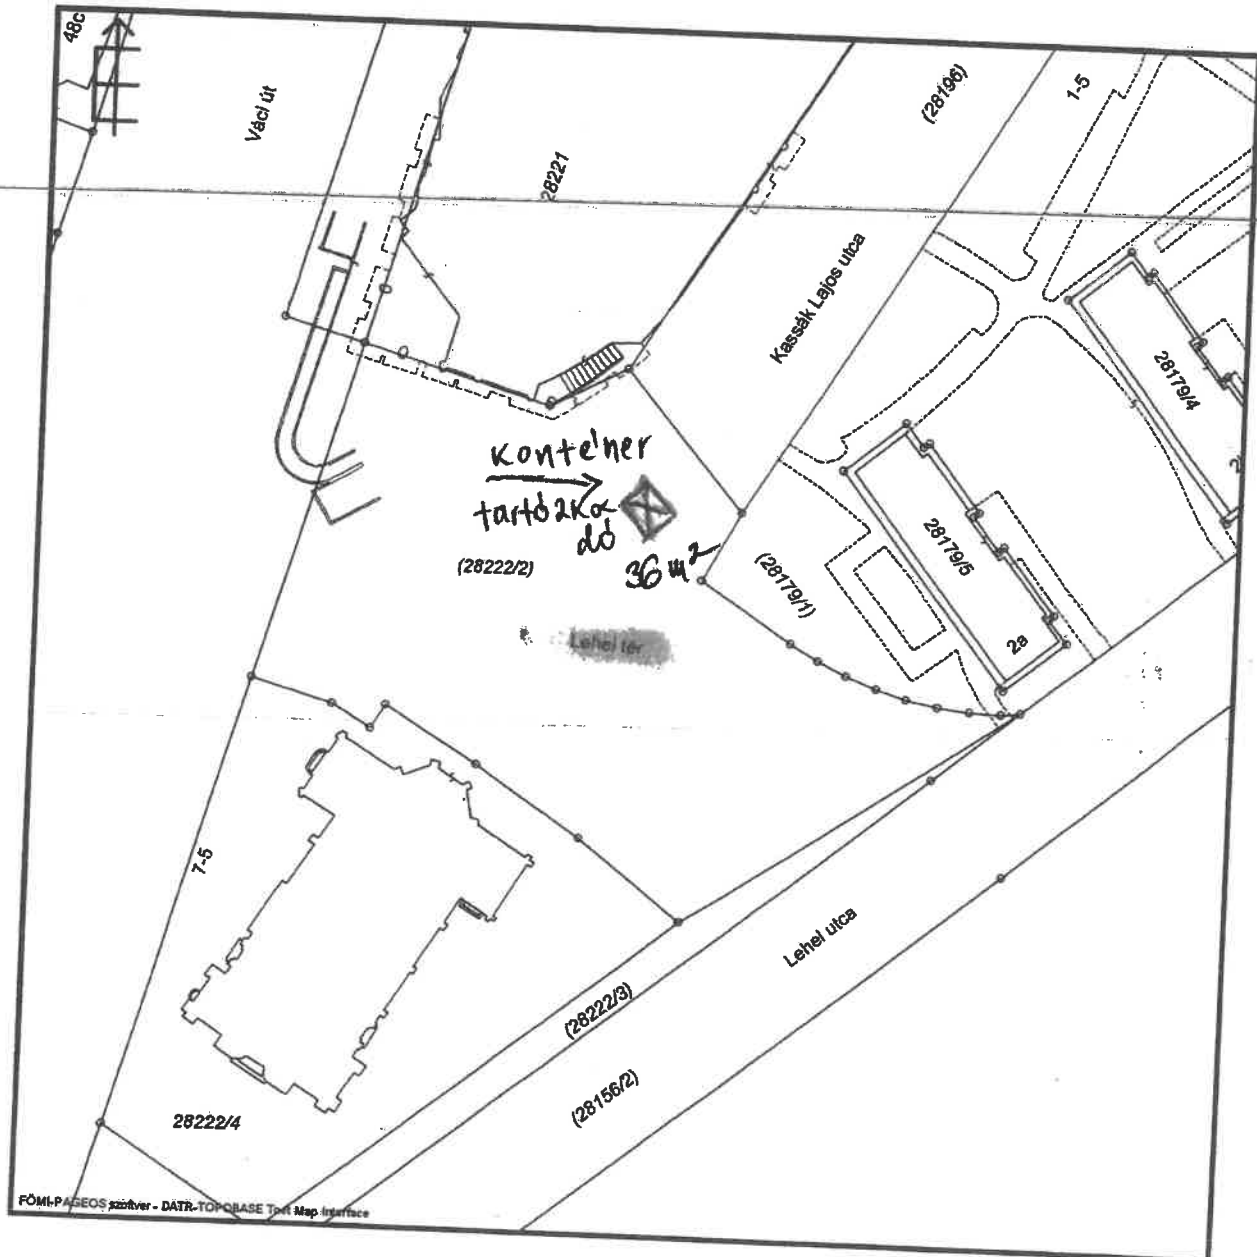 48c
Váci út
28221
(28196)
1-5
Kassák Lajos utca
28179/4
Konténer
tartózko
dó
36 m²
(28222/2)
28179/5
(28179/1)
2a
Lehel tér
7-5
Lehel utca
(28222/3)
(28156/2)
28222/4
FÖMI-PAGEOS szoftver - DATR-TOPOBASE Map Interface